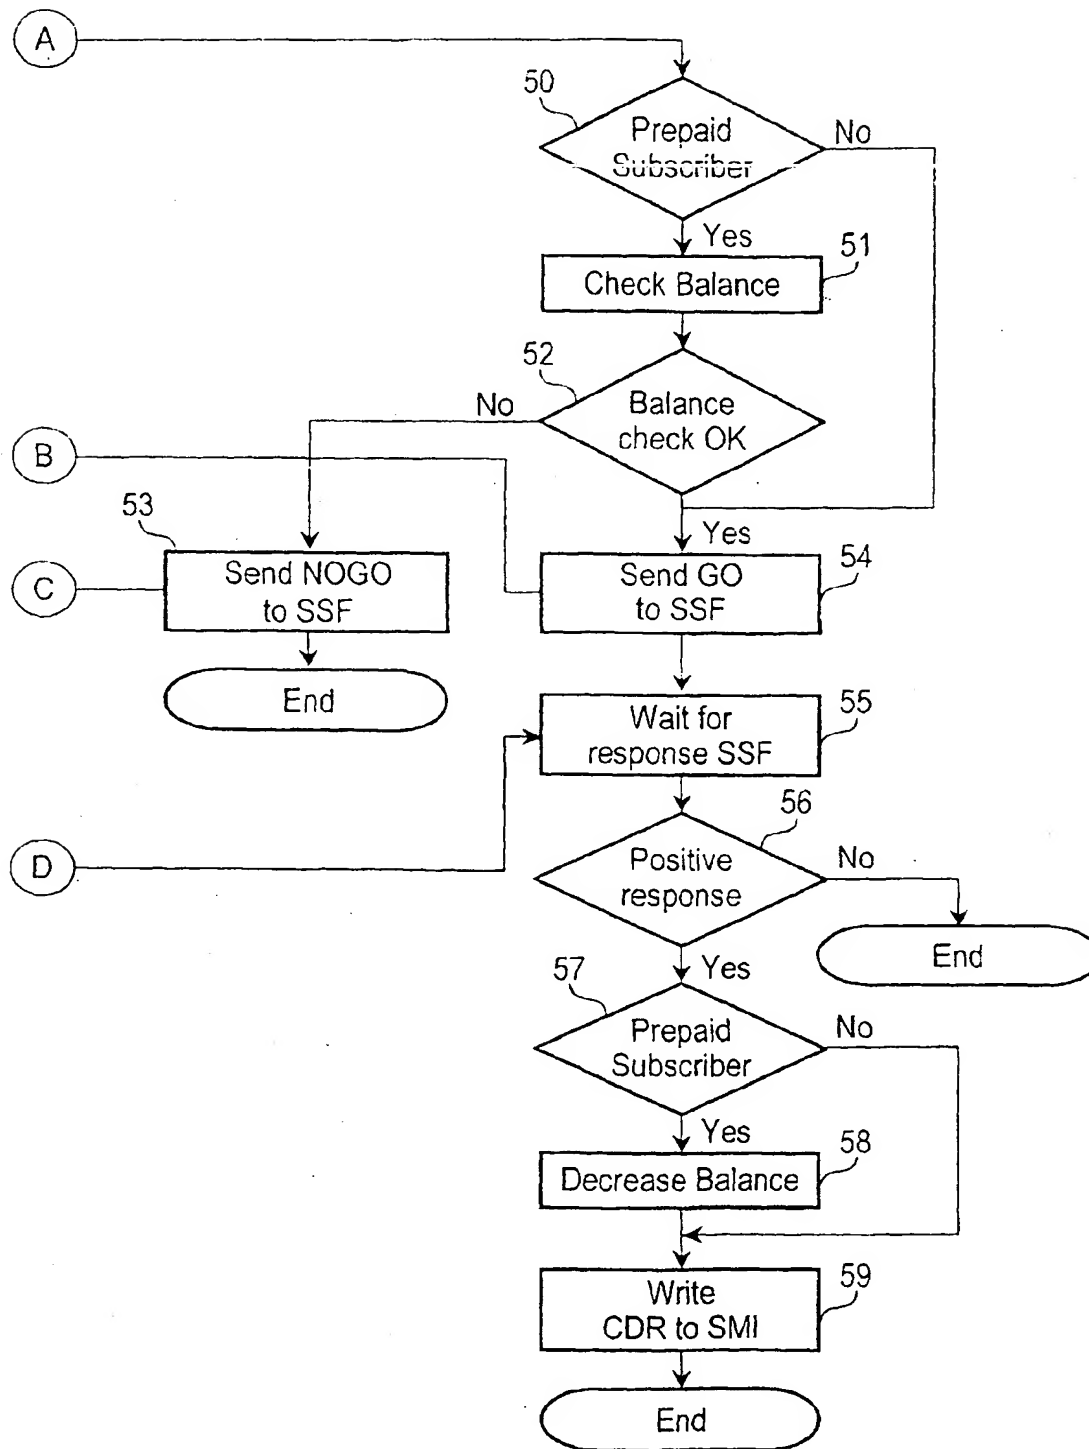 A
50
Prepaid
Subscriber
No
Yes
51
Check Balance
52
No
Balance
check OK
B
53
Yes
C
Send NOGO
to SSF
Send GO
to SSF
54
End
Wait for
response SSF
55
56
D
Positive
response
No
End
Yes
57
Prepaid
Subscriber
No
Yes
58
Decrease Balance
59
Write
CDR to SMI
End